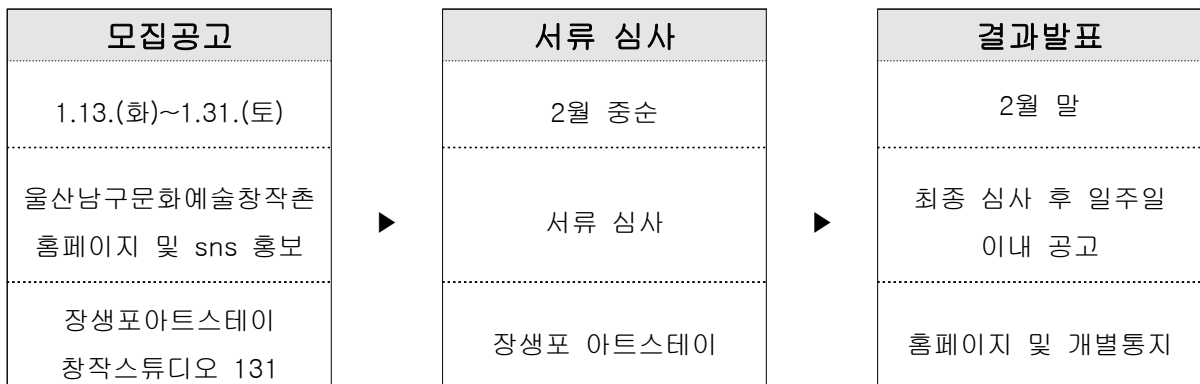 모집공고
1.13.(화)~1.31.(토)
울산남구문화예술창작촌
홈페이지 및 sns 홍보
장생포아트스테이
창작스튜디오 131
▶
서류 심사
2월 중순
서류 심사
장생포 아트스테이
▶
결과발표
2월 말
최종 심사 후 일주일
이내 공고
홈페이지 및 개별통지